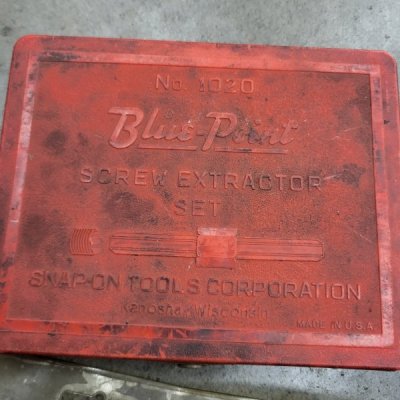 No. 1020
Blue-Point
SCREW EXTRACTOR
SET
SNAP-ON TOOLS CORPORATION
Kenosha, Wisconsin
MADE IN U.S.A.